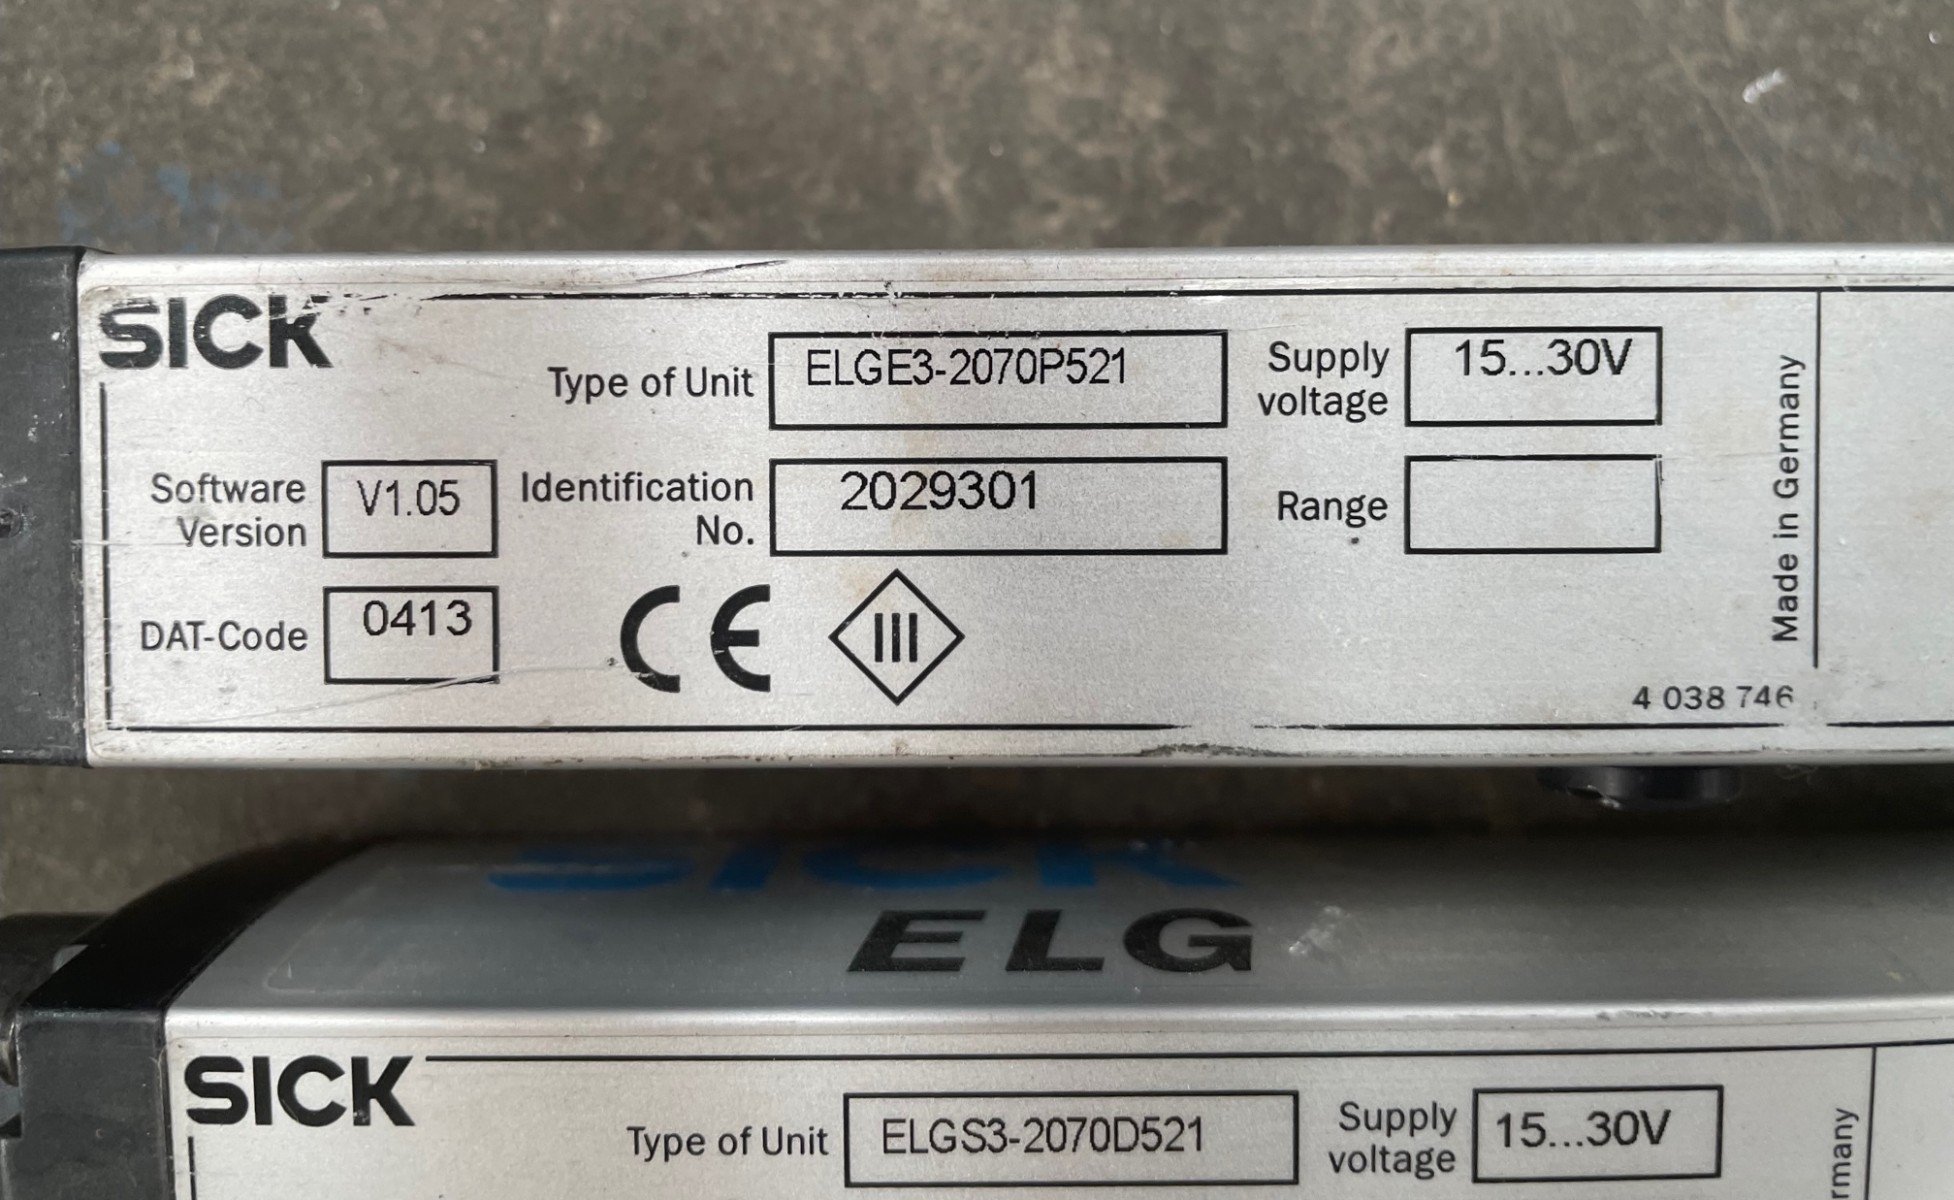 SICK
Type of Unit ELGE3-2070P521 Supply voltage 15...30V
Software Version V1.05 Identification No. 2029301 Range
DAT-Code 0413 CE III
Made in Germany
4 038 746
SICK
ELG
SICK
Type of Unit ELGS3-2070D521 Supply voltage 15...30V
rmany